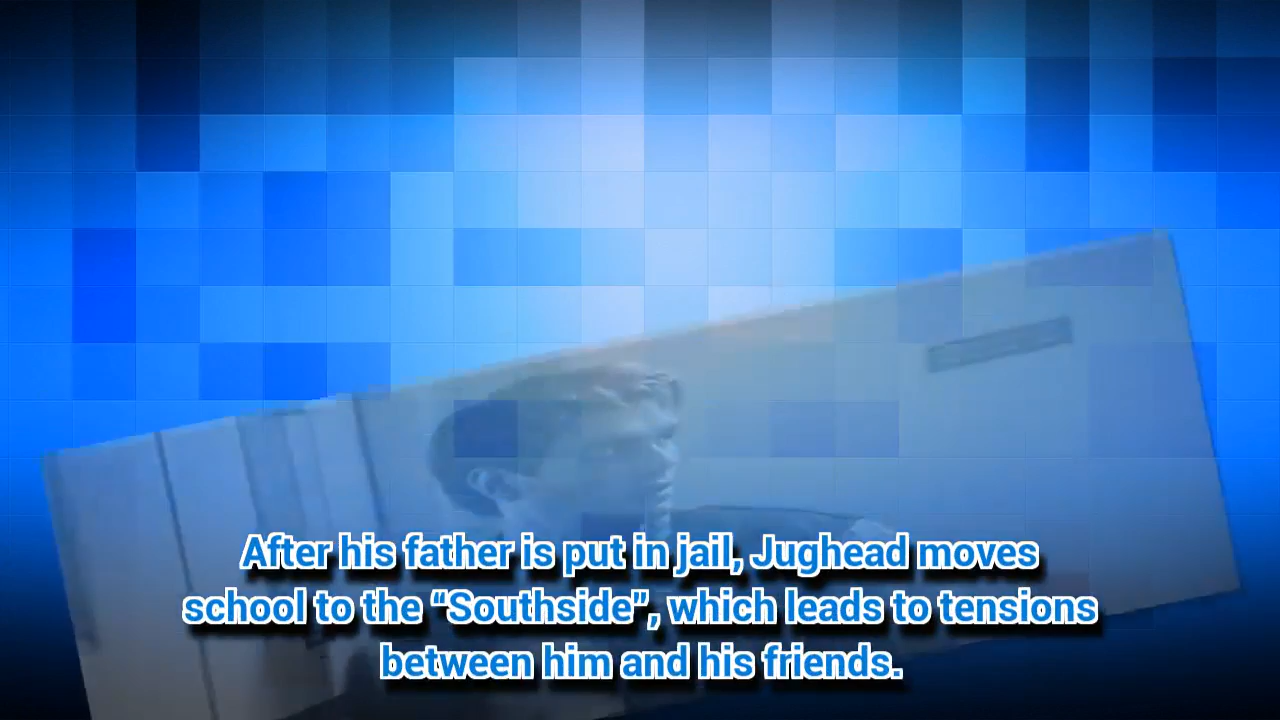 After his father is put in jail, Jughead moves
school to the “Southside”, which leads to tensions
between him and his friends.